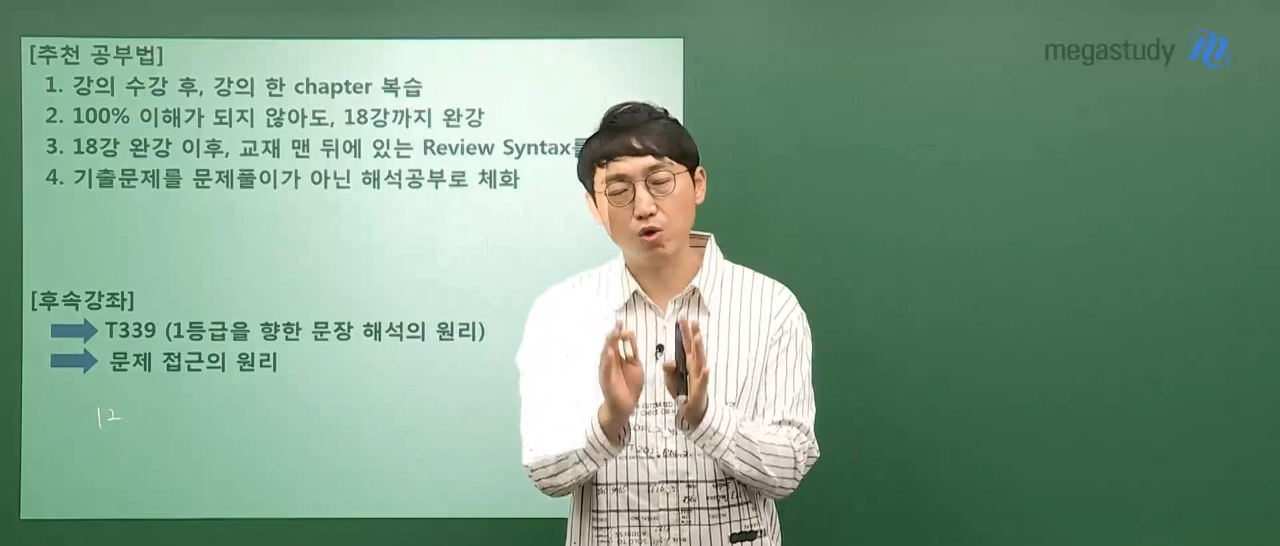 [추천 공부법]
1. 강의 수강 후, 강의 한 chapter 복습
2. 100% 이해가 되지 않아도, 18강까지 완강
3. 18강 완강 이후, 교재 맨 뒤에 있는 Review Syntax를
4. 기출문제를 문제풀이가 아닌 해석공부로 체화
[후속강좌]
T339 (1등급을 향한 문장 해석의 원리)
문제 접근의 원리
12
megastudy